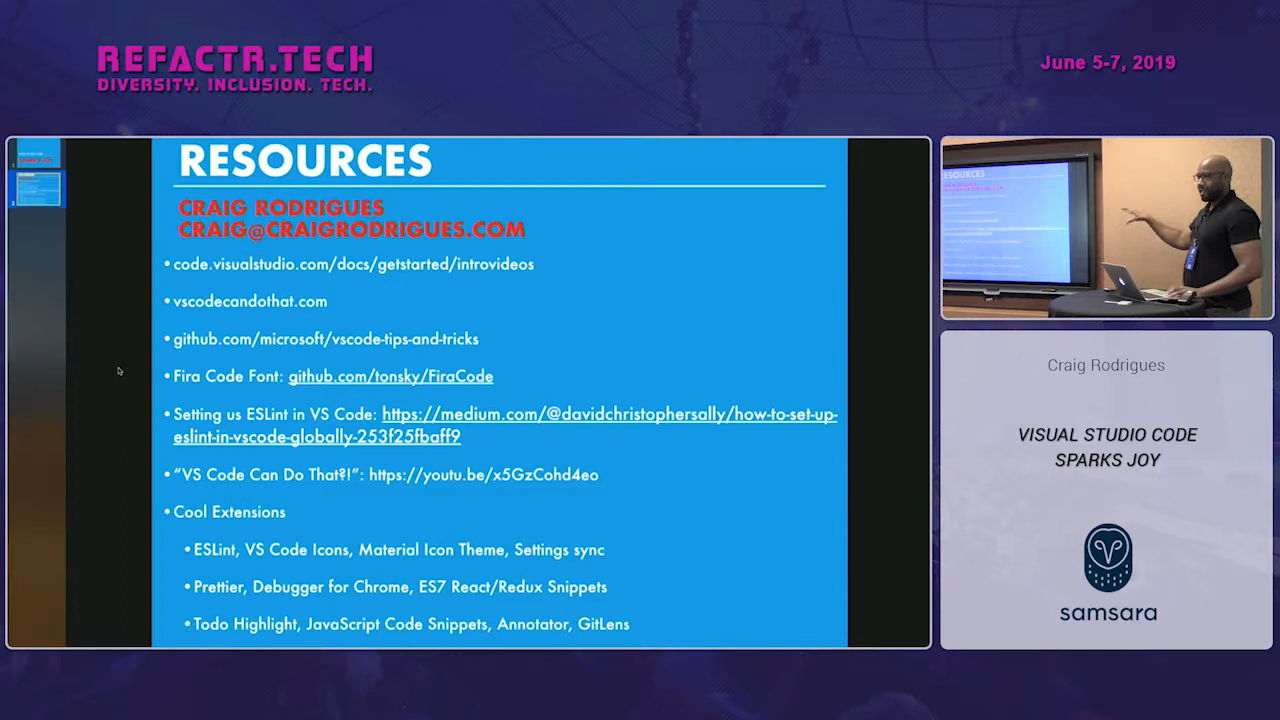 REFACTR.TECH
DIVERSITY. INCLUSION. TECH.
June 5-7, 2019
RESOURCES
CRAIG RODRIGUES
CRAIG@CRAIGRODRIGUES.COM
•code.visualstudio.com/docs/getstarted/introvideos
•vscodecandothat.com
•github.com/microsoft/vscode-tips-and-tricks
•Fira Code Font: github.com/tonsky/FiraCode
•Setting us ESLint in VS Code: https://medium.com/@davidchristophersally/how-to-set-up-
eslint-in-vscode-globally-253f25fbaff9
•“VS Code Can Do That?!”: https://youtu.be/x5GzCohd4eo
•Cool Extensions
•ESLint, VS Code Icons, Material Icon Theme, Settings sync
•Prettier, Debugger for Chrome, ES7 React/Redux Snippets
•Todo Highlight, JavaScript Code Snippets, Annotator, GitLens
Craig Rodrigues
VISUAL STUDIO CODE
SPARKS JOY
samsara